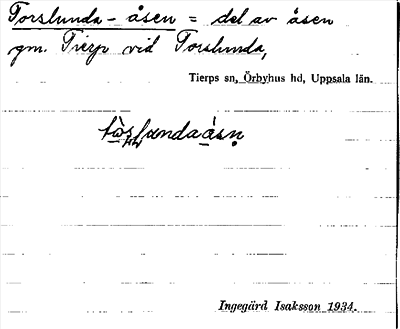 Torslunda-åsen = del av åsen
gm. Tierp vid Torslunda,
Tierps sn, Örbyhus hd, Uppsala län.
Ingegärd Isaksson 1934.